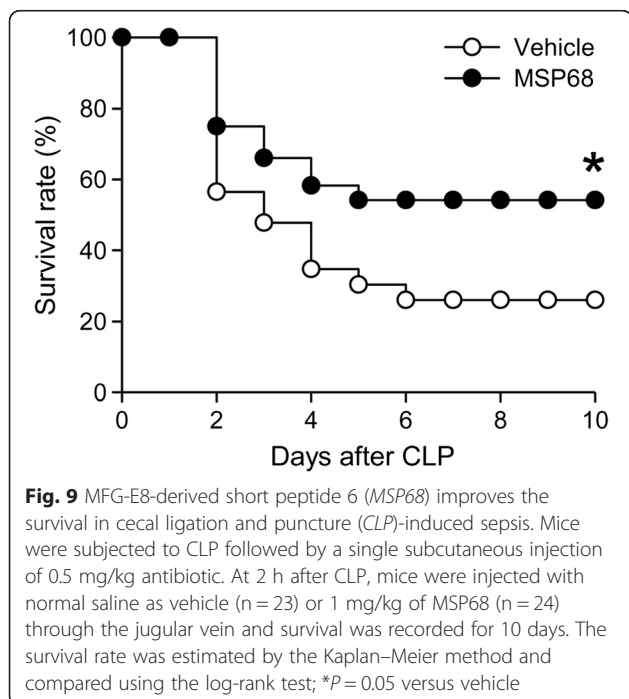 100
80
60
40
20
0
Survival rate (%)
Vehicle
MSP68
*
0 2 4 6 8 10
Days after CLP
Fig. 9 MFG-E8-derived short peptide 6 (MSP68) improves the
survival in cecal ligation and puncture (CLP)-induced sepsis. Mice
were subjected to CLP followed by a single subcutaneous injection
of 0.5 mg/kg antibiotic. At 2 h after CLP, mice were injected with
normal saline as vehicle (n = 23) or 1 mg/kg of MSP68 (n = 24)
through the jugular vein and survival was recorded for 10 days. The
survival rate was estimated by the Kaplan–Meier method and
compared using the log-rank test; *P = 0.05 versus vehicle